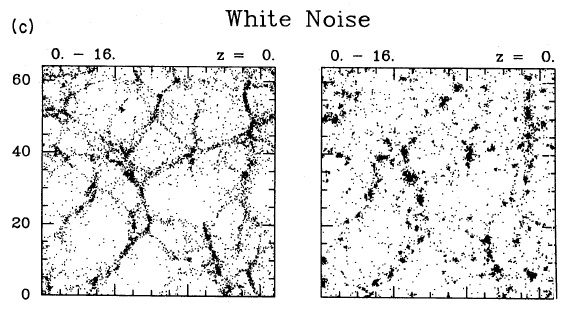 (c)
White Noise
0. - 16.
z = 0.
0. - 16.
z = 0.
60
40
20
0